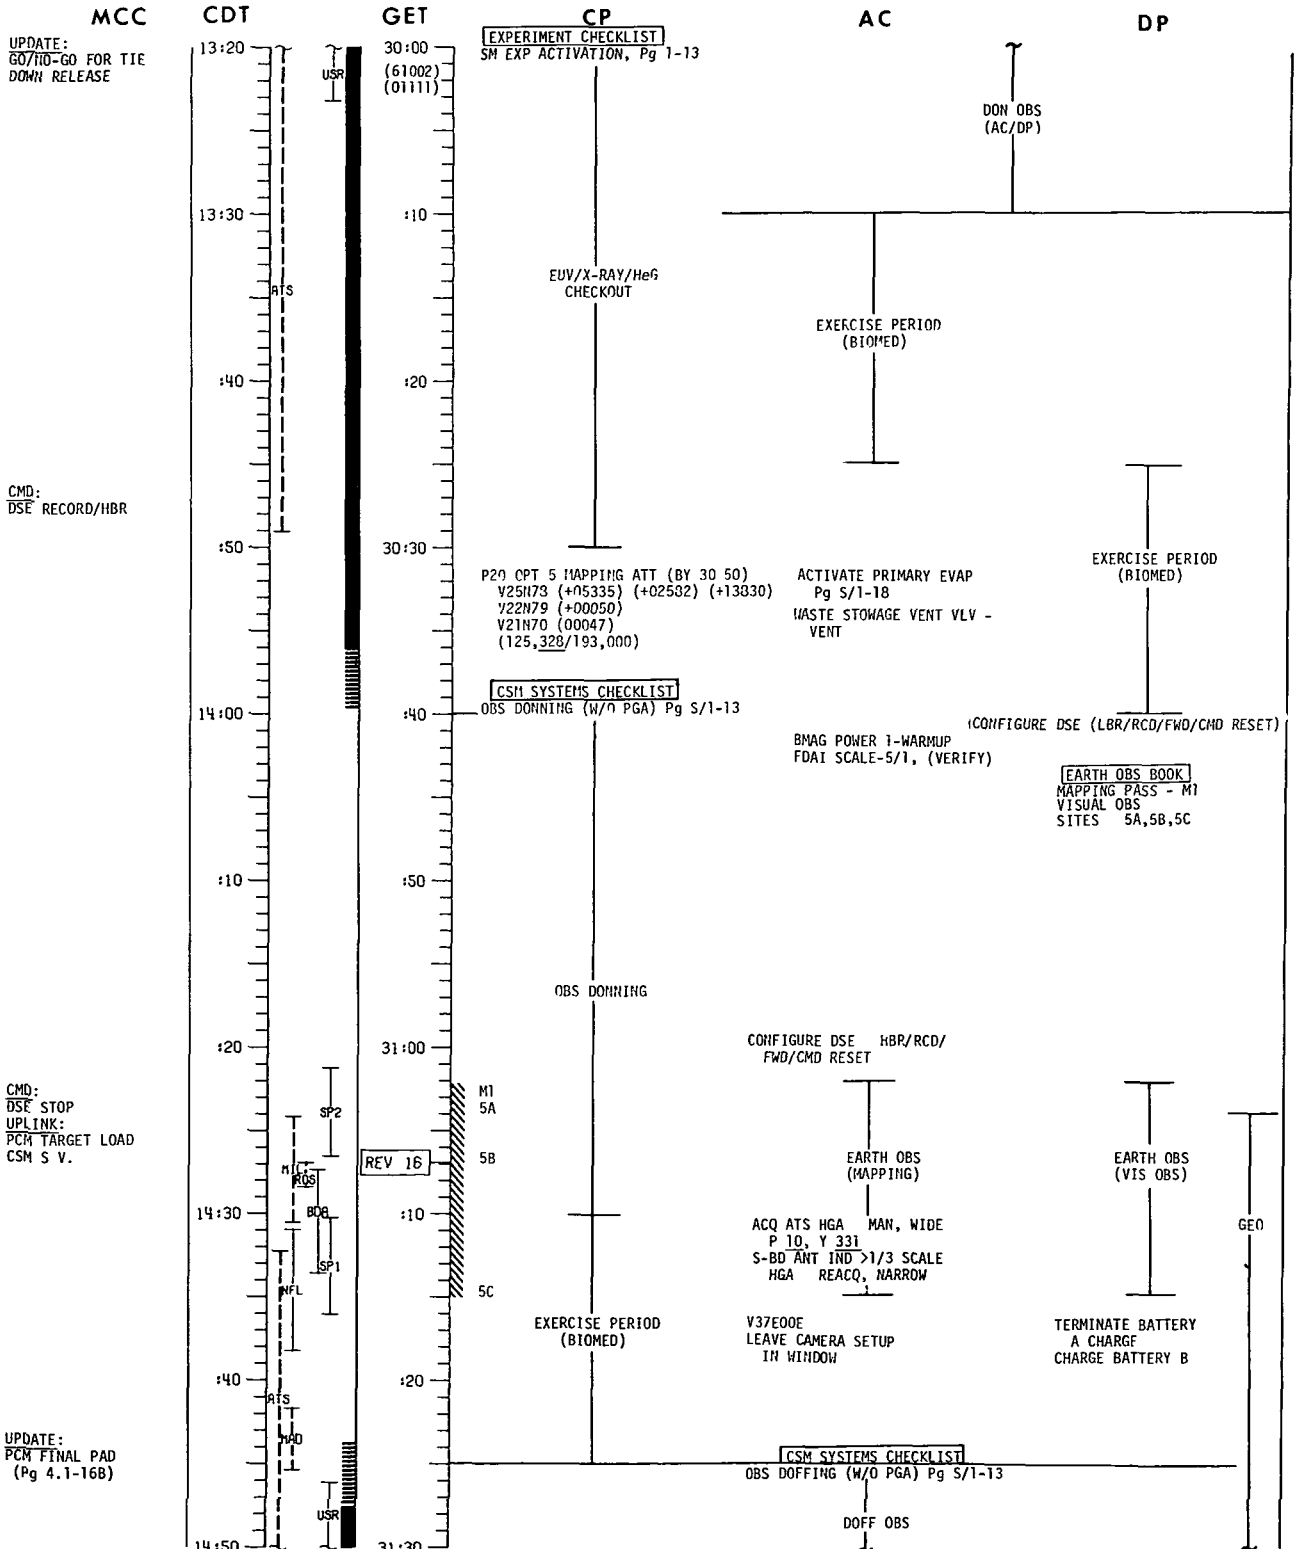 MCC CDT GET CP AC DP
UPDATE:
GO/NO-GO FOR TIE
DOWN RELEASE
13:20
USR
30:00
(61002)
(01111)
EXPERIMENT CHECKLIST
SM EXP ACTIVATION, Pg 1-13
DON OBS
(AC/DP)
13:30
:10
ATS
EUV/X-RAY/HeG
CHECKOUT
EXERCISE PERIOD
(BIOMED)
:40
:20
CMD:
DSE RECORD/HBR
:50
30:30
EXERCISE PERIOD
(BIOMED)
P20 OPT 5 MAPPING ATT (BY 30 50)
V25N78 (+05335) (+02582) (+13830)
V22N79 (+00050)
V21N70 (00047)
(125,328/193,000)
ACTIVATE PRIMARY EVAP
Pg S/1-18
WASTE STOWAGE VENT VLV -
VENT
CSM SYSTEMS CHECKLIST
OBS DONNING (W/O PGA) Pg S/1-13
14:00
:40
CONFIGURE DSE (LBR/RCD/FWD/CMD RESET)
BMAG POWER 1-WARMUP
FDAI SCALE-5/1, (VERIFY)
EARTH OBS BOOK
MAPPING PASS - M1
VISUAL OBS
SITES 5A,5B,5C
:10
:50
OBS DONNING
CONFIGURE DSE HBR/RCD/
FWD/CMD RESET
:20
31:00
CMD:
DSE STOP
UPLINK:
PCM TARGET LOAD
CSM S V.
SP2
M1
5A
MIL
ROS
REV 16
5B
EARTH OBS
(MAPPING)
EARTH OBS
(VIS OBS)
14:30
BDA
:10
GEO
ACQ ATS HGA MAN, WIDE
P 10, Y 331
S-BD ANT IND >1/3 SCALE
HGA REACQ, NARROW
SP1
NFL
5C
EXERCISE PERIOD
(BIOMED)
V37E00E
LEAVE CAMERA SETUP
IN WINDOW
TERMINATE BATTERY
A CHARGE
CHARGE BATTERY B
:40
:20
ATS
MAD
UPDATE:
PCM FINAL PAD
(Pg 4.1-16B)
CSM SYSTEMS CHECKLIST
OBS DOFFING (W/O PGA) Pg S/1-13
USR
DOFF OBS
14:50
31:30